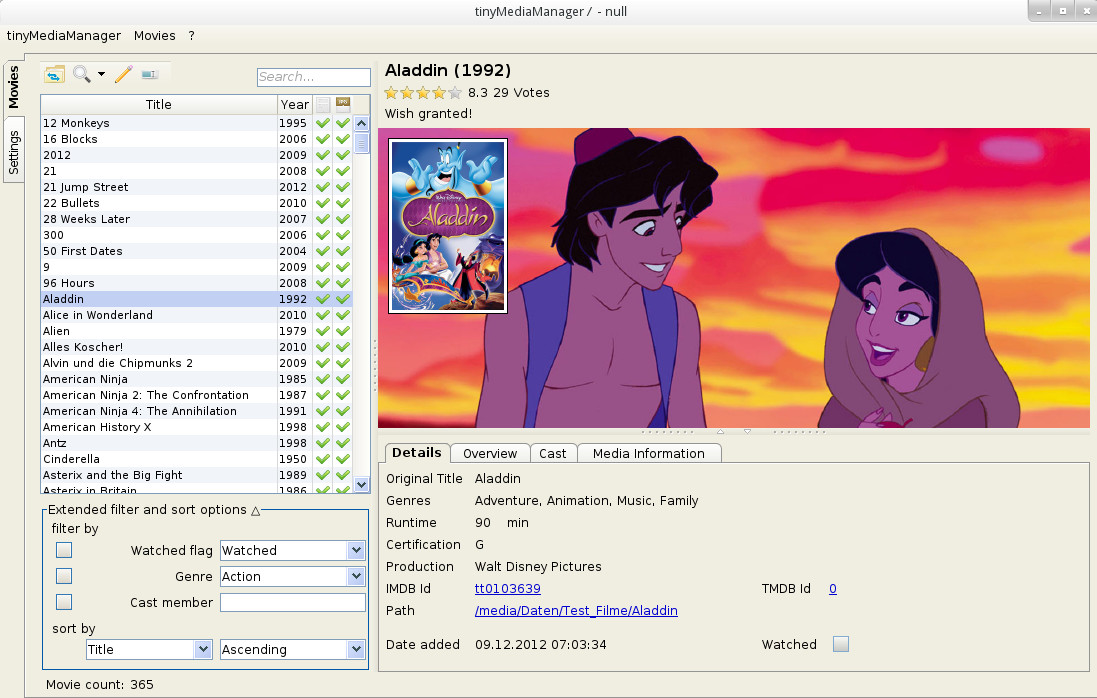 tinyMediaManager / - null
tinyMediaManager Movies ?
Movies
Settings
Search...
Title Year
12 Monkeys 1995
16 Blocks 2006
2012 2009
21 2008
21 Jump Street 2012
22 Bullets 2010
28 Weeks Later 2007
300 2006
50 First Dates 2004
9 2009
96 Hours 2008
Aladdin 1992
Alice in Wonderland 2010
Alien 1979
Alles Koscher! 2010
Alvin und die Chipmunks 2 2009
American Ninja 1985
American Ninja 2: The Confrontation 1987
American Ninja 4: The Annihilation 1991
American History X 1998
Antz 1998
Cinderella 1950
Asterix and the Big Fight 1989
Asterix in Britain 1986
Extended filter and sort options △
filter by
Watched flag Watched
Genre Action
Cast member
sort by
Title Ascending
Movie count: 365
Aladdin (1992)
8.3 29 Votes
Wish granted!
Walt Disney
Aladdin
Details Overview Cast Media Information
Original Title Aladdin
Genres Adventure, Animation, Music, Family
Runtime 90 min
Certification G
Production Walt Disney Pictures
IMDB Id tt0103639 TMDB Id 0
Path /media/Daten/Test_Filme/Aladdin
Date added 09.12.2012 07:03:34 Watched